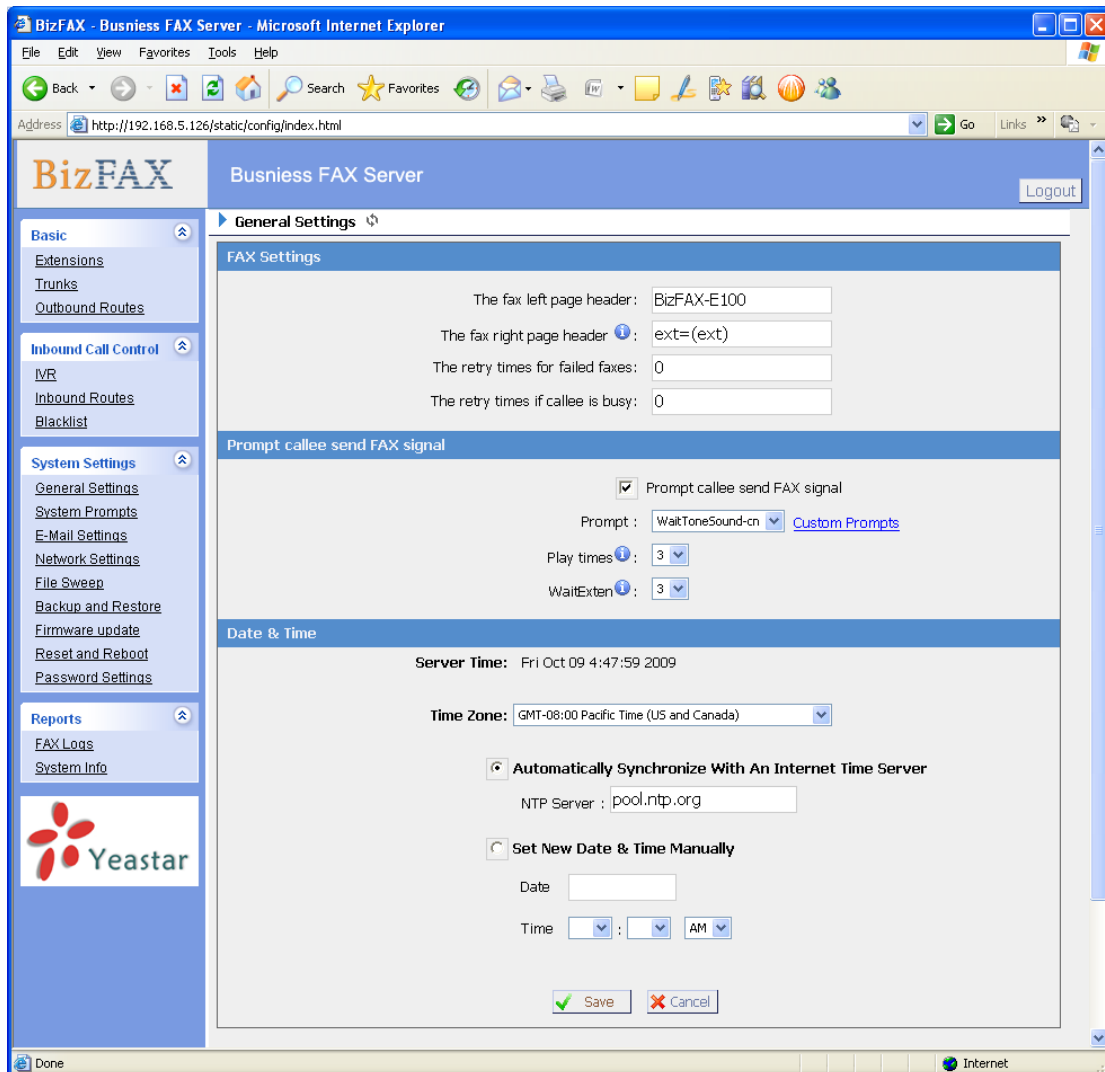 BizFAX - Busniess FAX Server - Microsoft Internet Explorer
File Edit View Favorites Tools Help
Back Search Favorites
Address http://192.168.5.126/static/config/index.html Go Links »
BizFAX
Busniess FAX Server
Logout
Basic
Extensions
Trunks
Outbound Routes
Inbound Call Control
IVR
Inbound Routes
Blacklist
System Settings
General Settings
System Prompts
E-Mail Settings
Network Settings
File Sweep
Backup and Restore
Firmware update
Reset and Reboot
Password Settings
Reports
FAX Logs
System Info
Yeastar
General Settings
FAX Settings
The fax left page header: BizFAX-E100
The fax right page header : ext=(ext)
The retry times for failed faxes: 0
The retry times if callee is busy: 0
Prompt callee send FAX signal
Prompt callee send FAX signal
Prompt : WaitToneSound-cn Custom Prompts
Play times : 3
WaitExten : 3
Date & Time
Server Time: Fri Oct 09 4:47:59 2009
Time Zone: GMT-08:00 Pacific Time (US and Canada)
Automatically Synchronize With An Internet Time Server
NTP Server : pool.ntp.org
Set New Date & Time Manually
Date
Time : AM
Save Cancel
Done Internet